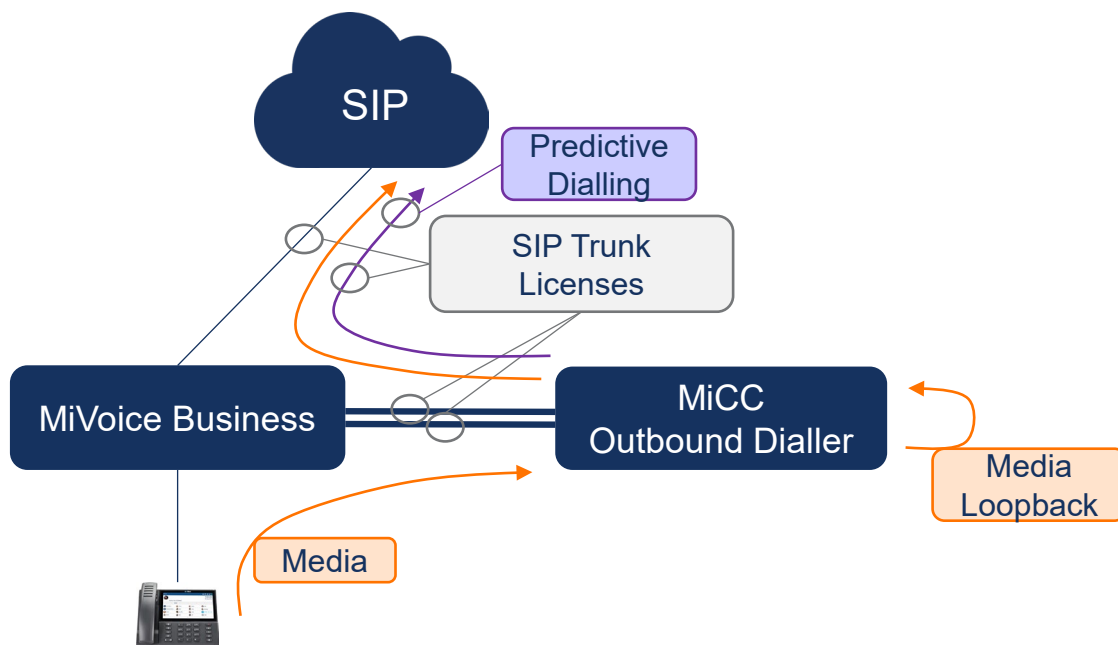 SIP
Predictive
Dialling
SIP Trunk
Licenses
MiVoice Business
MiCC
Outbound Dialler
Media
Loopback
Media